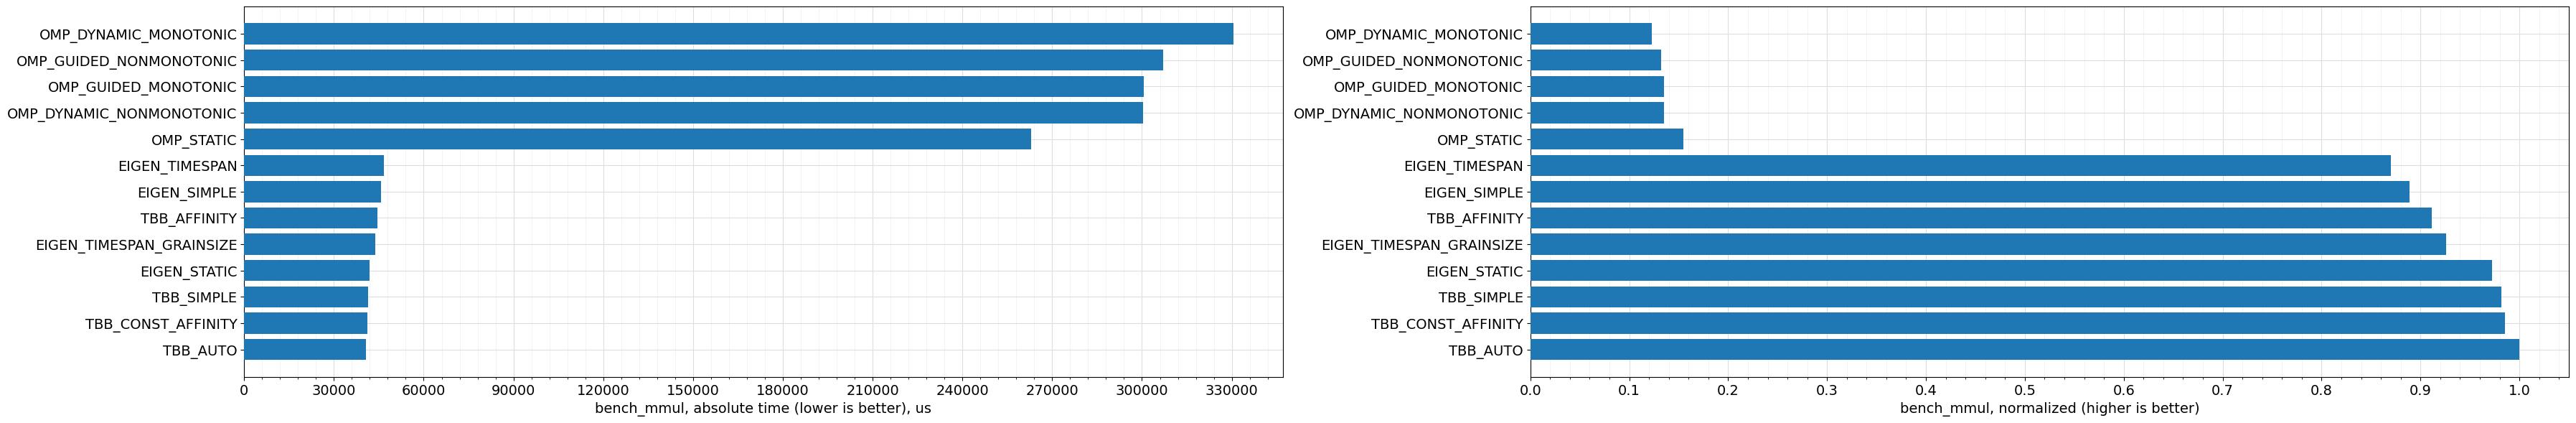 OMP_DYNAMIC_MONOTONIC
OMP_GUIDED_NONMONOTONIC
OMP_GUIDED_MONOTONIC
OMP_DYNAMIC_NONMONOTONIC
OMP_STATIC
EIGEN_TIMESPAN
EIGEN_SIMPLE
TBB_AFFINITY
EIGEN_TIMESPAN_GRAINSIZE
EIGEN_STATIC
TBB_SIMPLE
TBB_CONST_AFFINITY
TBB_AUTO
0 30000 60000 90000 120000 150000 180000 210000 240000 270000 300000 330000
bench_mmul, absolute time (lower is better), us
OMP_DYNAMIC_MONOTONIC
OMP_GUIDED_NONMONOTONIC
OMP_GUIDED_MONOTONIC
OMP_DYNAMIC_NONMONOTONIC
OMP_STATIC
EIGEN_TIMESPAN
EIGEN_SIMPLE
TBB_AFFINITY
EIGEN_TIMESPAN_GRAINSIZE
EIGEN_STATIC
TBB_SIMPLE
TBB_CONST_AFFINITY
TBB_AUTO
0.0 0.1 0.2 0.3 0.4 0.5 0.6 0.7 0.8 0.9 1.0
bench_mmul, normalized (higher is better)